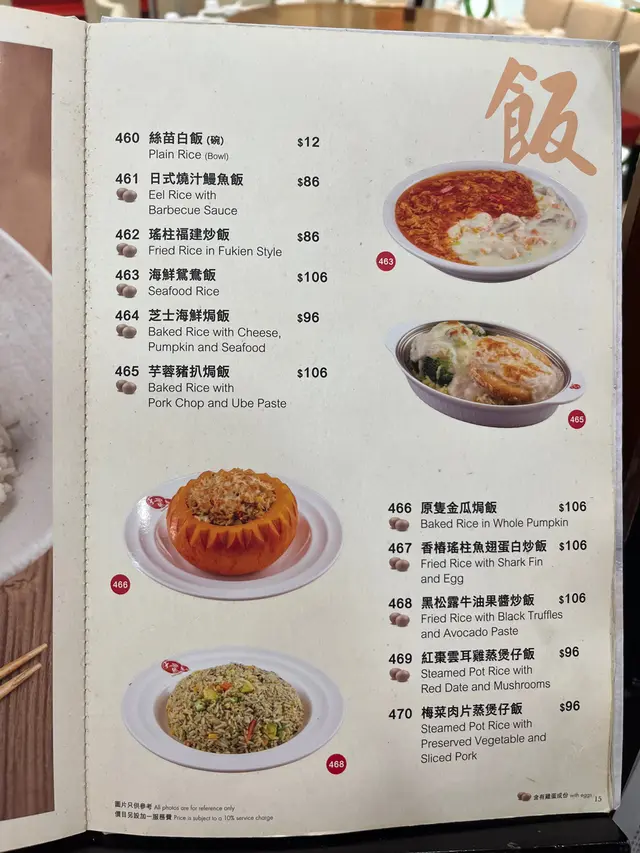 飯
460 絲苗白飯 (碗) $12
Plain Rice (Bowl)
461 日式燒汁鰻魚飯 $86
Eel Rice with
Barbecue Sauce
462 瑤柱福建炒飯 $86
Fried Rice in Fukien Style
463 海鮮鴛鴦飯 $106
Seafood Rice
464 芝士海鮮焗飯 $96
Baked Rice with Cheese,
Pumpkin and Seafood
465 芋蓉豬扒焗飯 $106
Baked Rice with
Pork Chop and Ube Paste
463
465
466
468
466 原隻金瓜焗飯 $106
Baked Rice in Whole Pumpkin
467 香椿瑤柱魚翅蛋白炒飯 $106
Fried Rice with Shark Fin
and Egg
468 黑松露牛油果醬炒飯 $106
Fried Rice with Black Truffles
and Avocado Paste
469 紅棗雲耳雞蒸煲仔飯 $96
Steamed Pot Rice with
Red Date and Mushrooms
470 梅菜肉片蒸煲仔飯 $96
Steamed Pot Rice with
Preserved Vegetable and
Sliced Pork
圖片只供參考 All photos are for reference only
價目另設加一服務費 Price is subject to a 10% service charge
含有雞蛋成份 with eggs 15